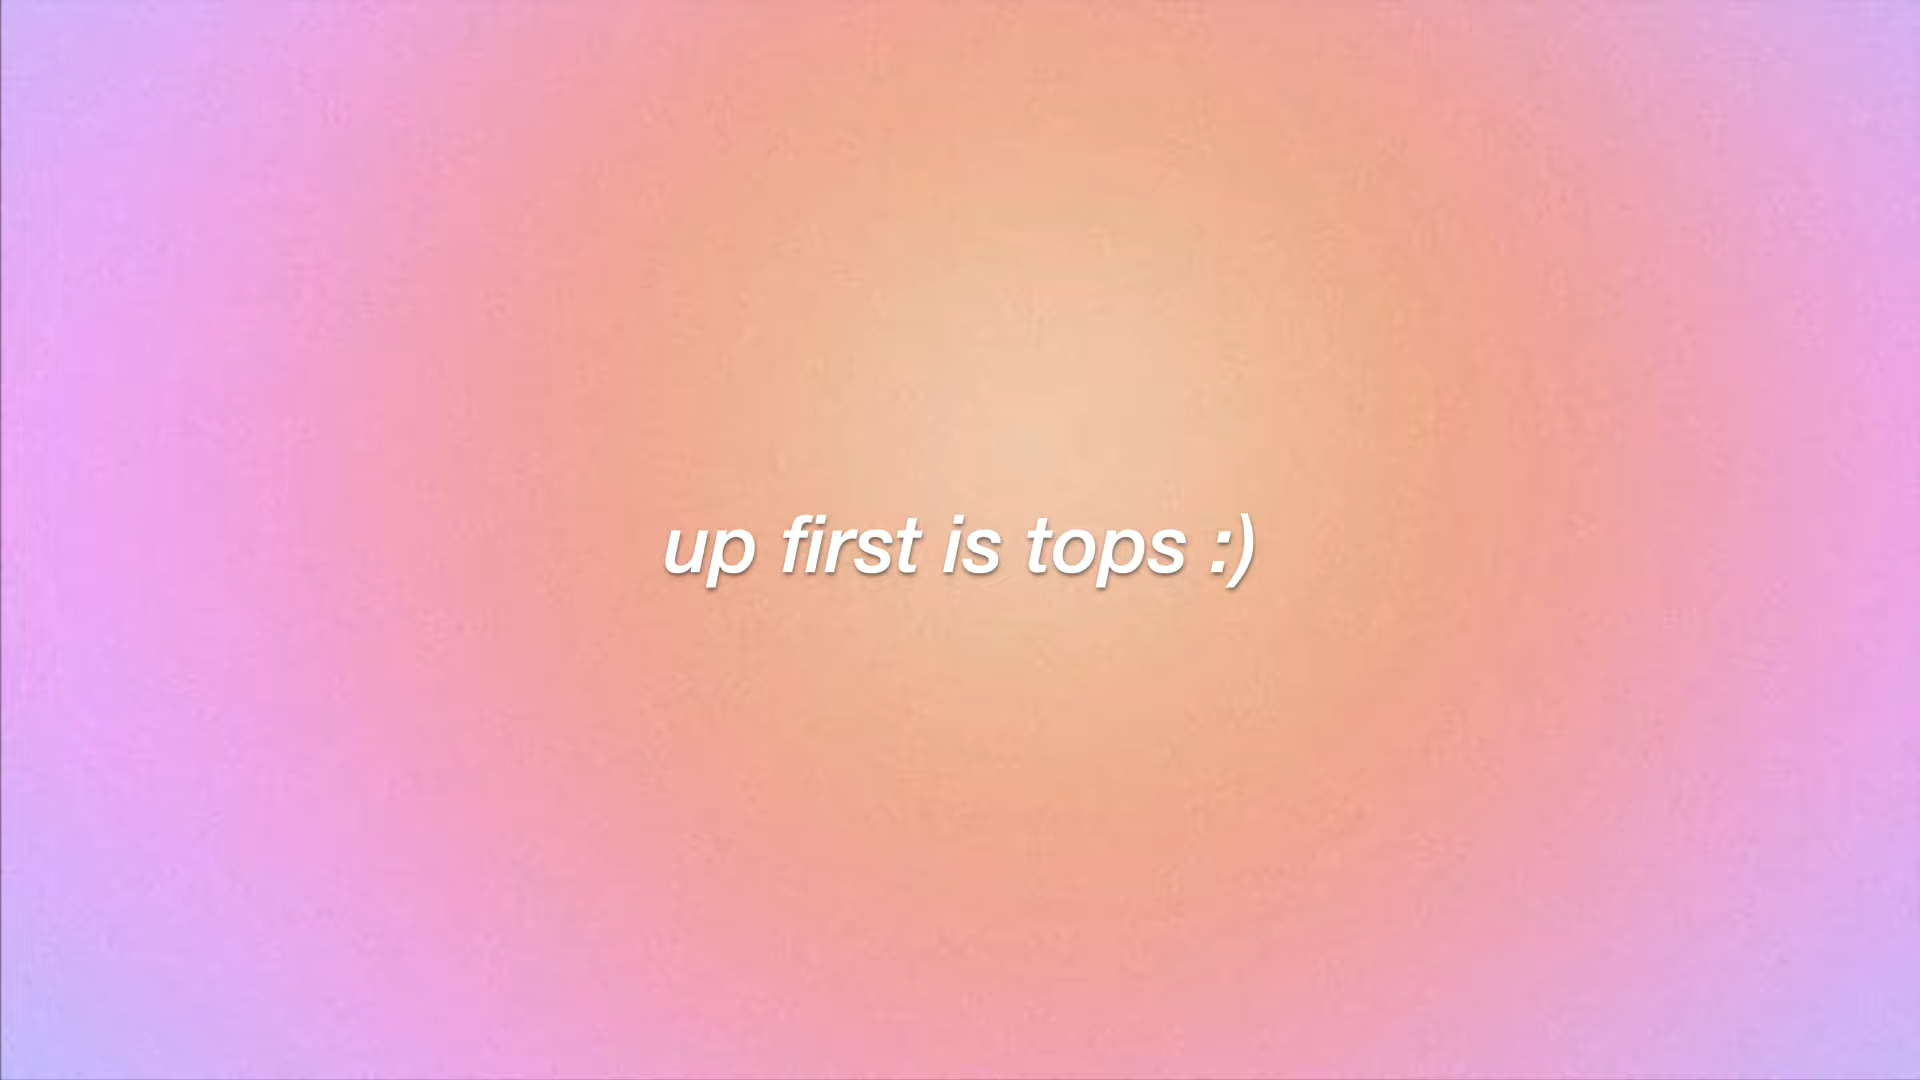 up first is tops :)